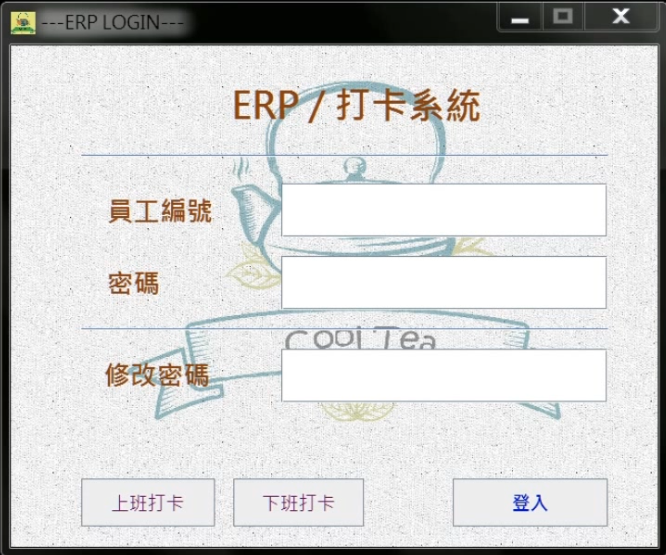 ---ERP LOGIN---
ERP / 打卡系統
員工編號
密碼
Cool Tea
修改密碼
上班打卡 下班打卡 登入